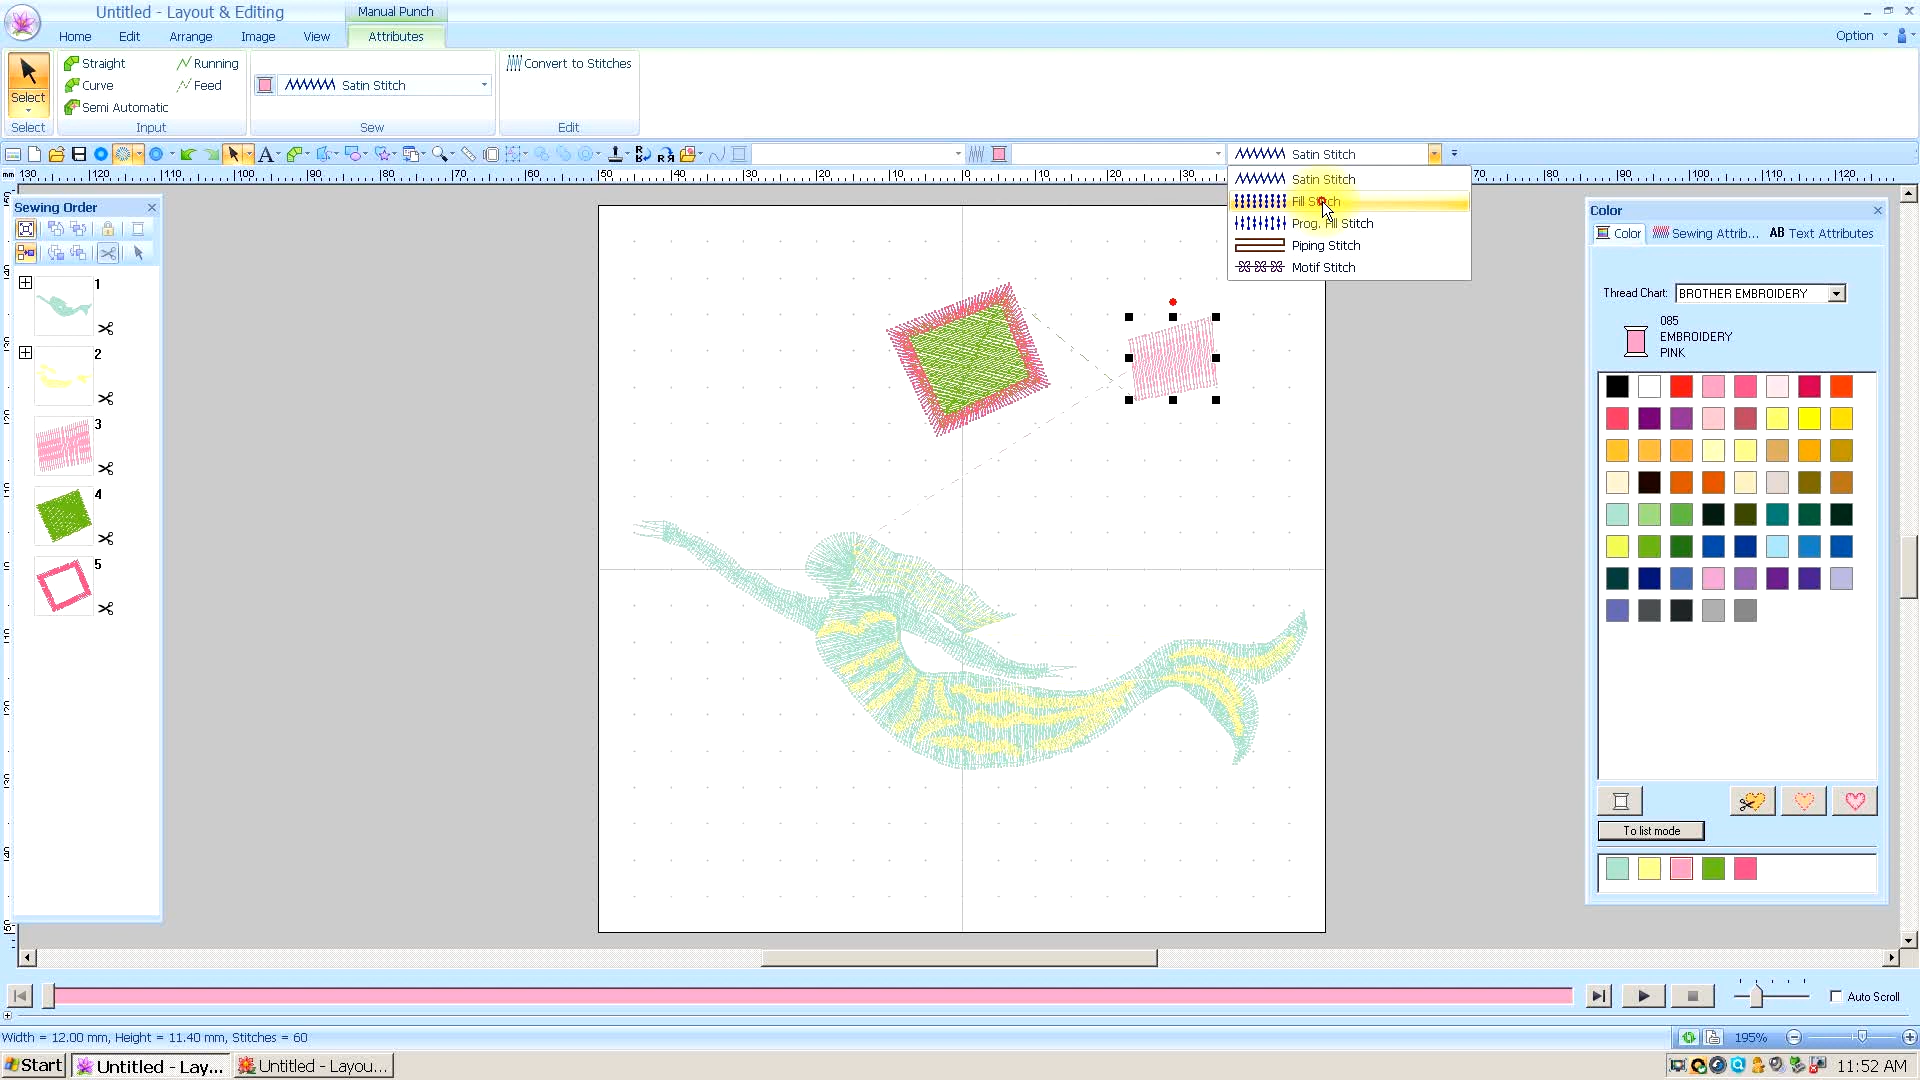 Untitled - Layout & Editing
Manual Punch
Home Edit Arrange Image View Attributes
Option
Straight Running
Curve Feed
Semi Automatic
Satin Stitch
Convert to Stitches
Select
Select Input Sew Edit
Satin Stitch
Satin Stitch
Fill Stitch
Prog. Fill Stitch
Piping Stitch
Motif Stitch
mm
Sewing Order
1
2
3
4
5
Color
Color Sewing Attrib... AB Text Attributes
Thread Chart: BROTHER EMBROIDERY
085
EMBROIDERY
PINK
To list mode
Auto Scroll
Width = 12.00 mm, Height = 11.40 mm, Stitches = 60
195%
Start Untitled - Lay... Untitled - Layou...
11:52 AM